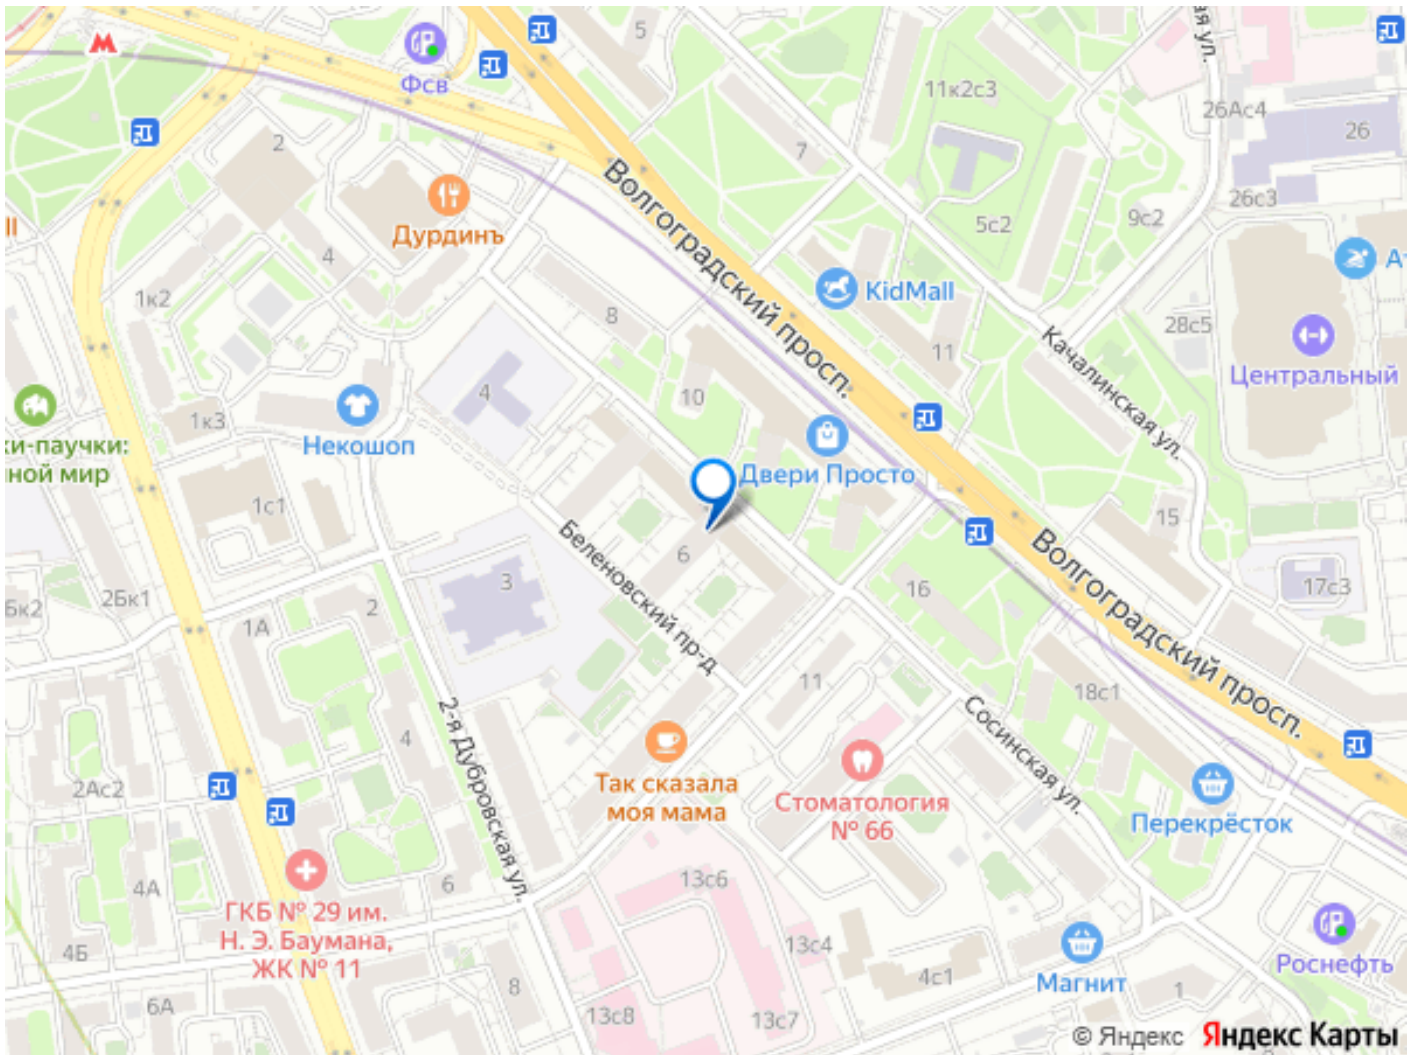 Фсв
5
11к2с3
26Ас4
26
2
7
26с3
5с2
9с2
Волгоградский просп.
Дурдинъ
4
1к2
KidMall
28с5
8
11
Качалинская ул.
Центральный
4
10
1к3
Некошоп
ки-паучки:
ной мир
Двери Просто
1с1
15
Беленовский пр-д
6
Волгоградский просп.
3
16
17с3
2Бк1
2
1А
11
18с1
2-я Дубровская ул.
4
Сосинская ул.
2Ас2
Так сказала
моя мама
Стоматология
№ 66
Перекрёсток
4А
6
13с6
ГКБ № 29 им.
Н. Э. Баумана,
ЖК № 11
4Б
13с4
Роснефть
4с1
Магнит
8
1
6А
13с8
13с7
© Яндекс Яндекс Карты